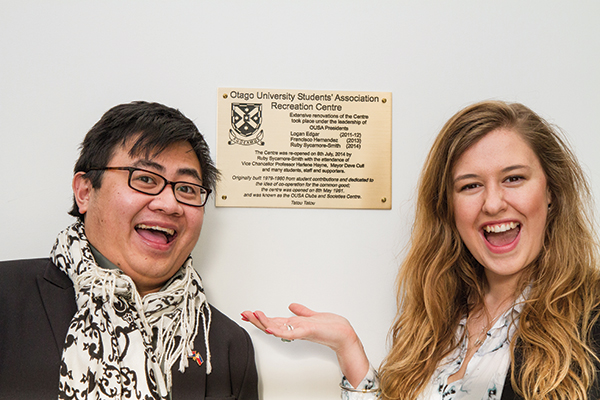 Otago University Students' Association
Recreation Centre
Extensive renovations of the Centre
took place under the leadership of
OUSA Presidents
Logan Edgar (2011-12)
Francisco Hernandez (2013)
Ruby Sycamore-Smith (2014)
The Centre was re-opened on 8th July, 2014 by
Ruby Sycamore-Smith with the attendance of
Vice Chancellor Professor Harlene Hayne, Mayor Dave Cull
and many students, staff and supporters.
Originally built 1979-1980 from student contributions and dedicated to
the idea of co-operation for the common good;
the centre was opened on 8th May 1981,
and was known as the OUSA Clubs and Societies Centre.
Tatou Tatou